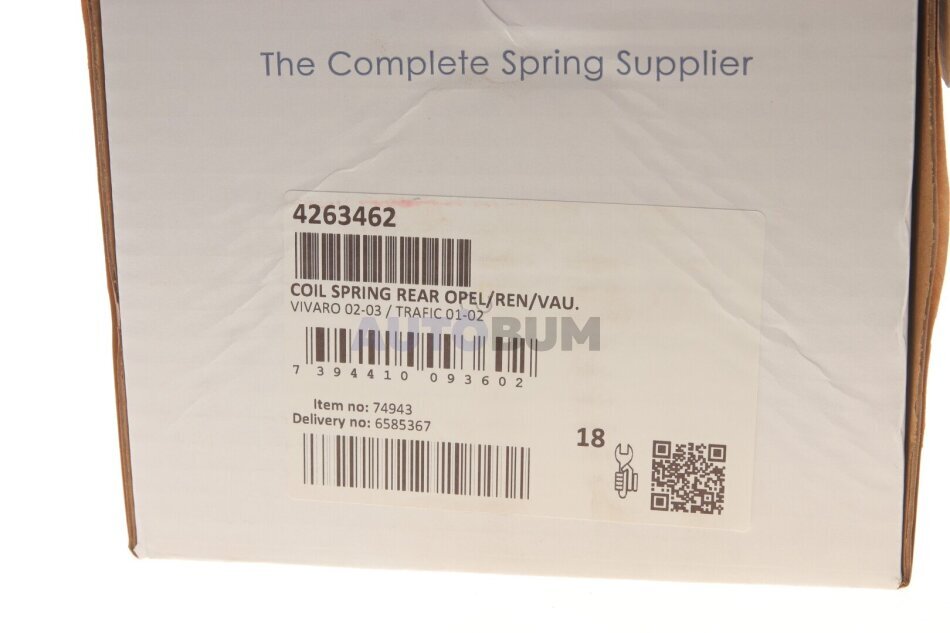 The Complete Spring Supplier
4263462
COIL SPRING REAR OPEL/REN/VAU.
VIVARO 02-03 / TRAFIC 01-02
AUTOBUM
7 394410 093602
Item no: 74943
Delivery no: 6585367
18